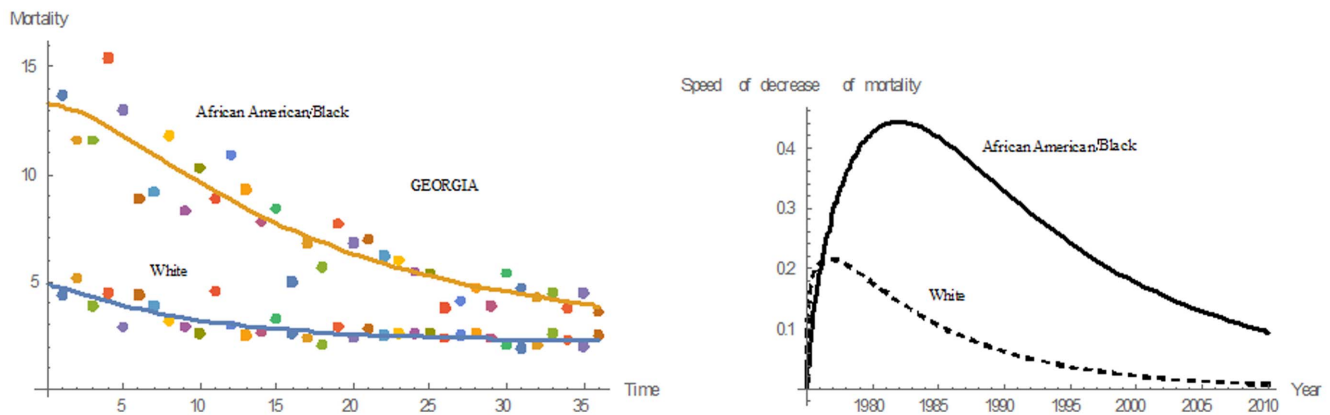 Mortality
15
African American/Black
10
GEORGIA
White
5
5 10 15 20 25 30 35 Time
Speed of decrease of mortality
0.4
African American/Black
0.3
0.2
White
0.1
1980 1985 1990 1995 2000 2005 2010 Year